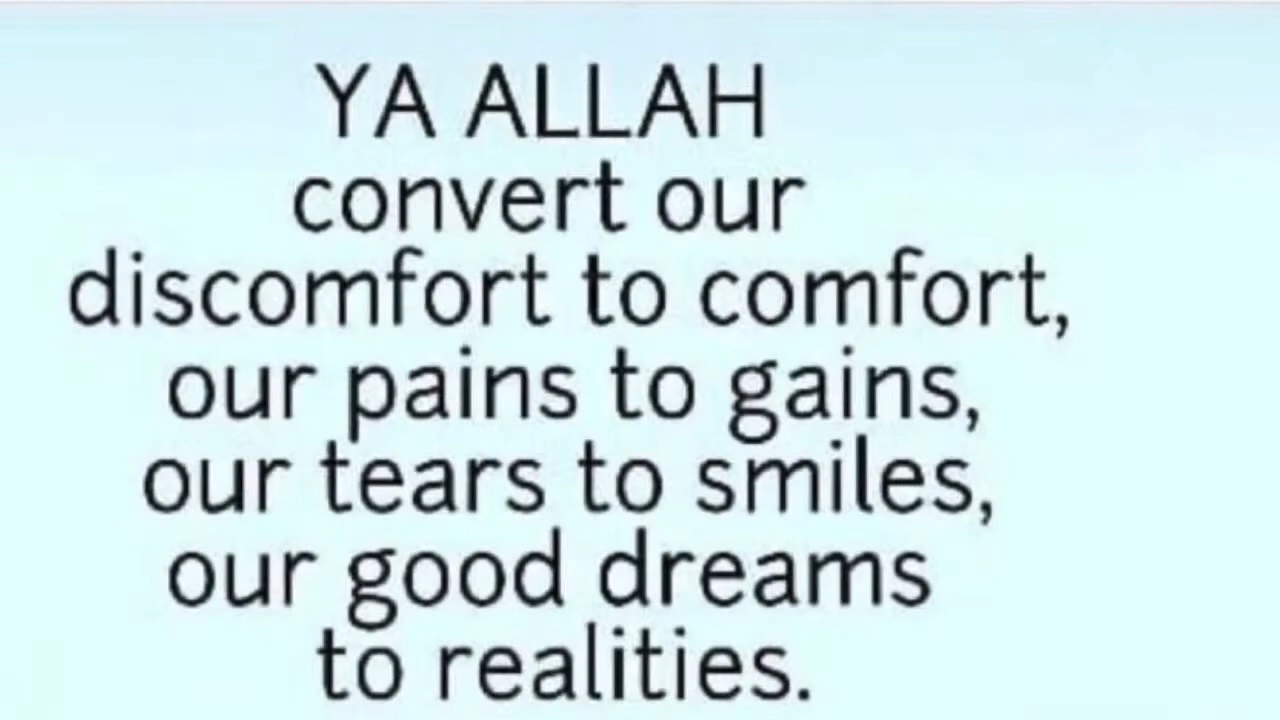 YA ALLAH
convert our
discomfort to comfort,
our pains to gains,
our tears to smiles,
our good dreams
to realities.